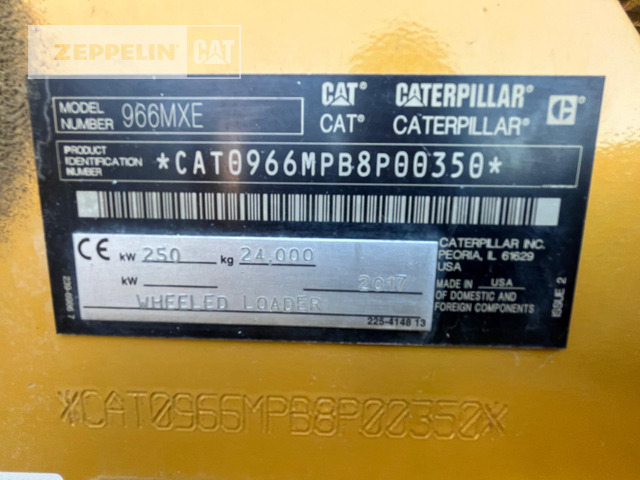 ZEPPELIN CAT
MODEL NUMBER 966MXE
CAT® CATERPILLAR® C
CAT® CATERPILLAR®
PRODUCT IDENTIFICATION NUMBER *CAT0966MPB8P00350*
CE kW 250 kg 24,000
kW 2017
WHEELED LOADER
225-4148 13
CATERPILLAR INC.
PEORIA, IL 61629
USA
MADE IN USA
OF DOMESTIC AND
FOREIGN COMPONENTS
ISSUE 2
*CAT0966MPB8P00350*